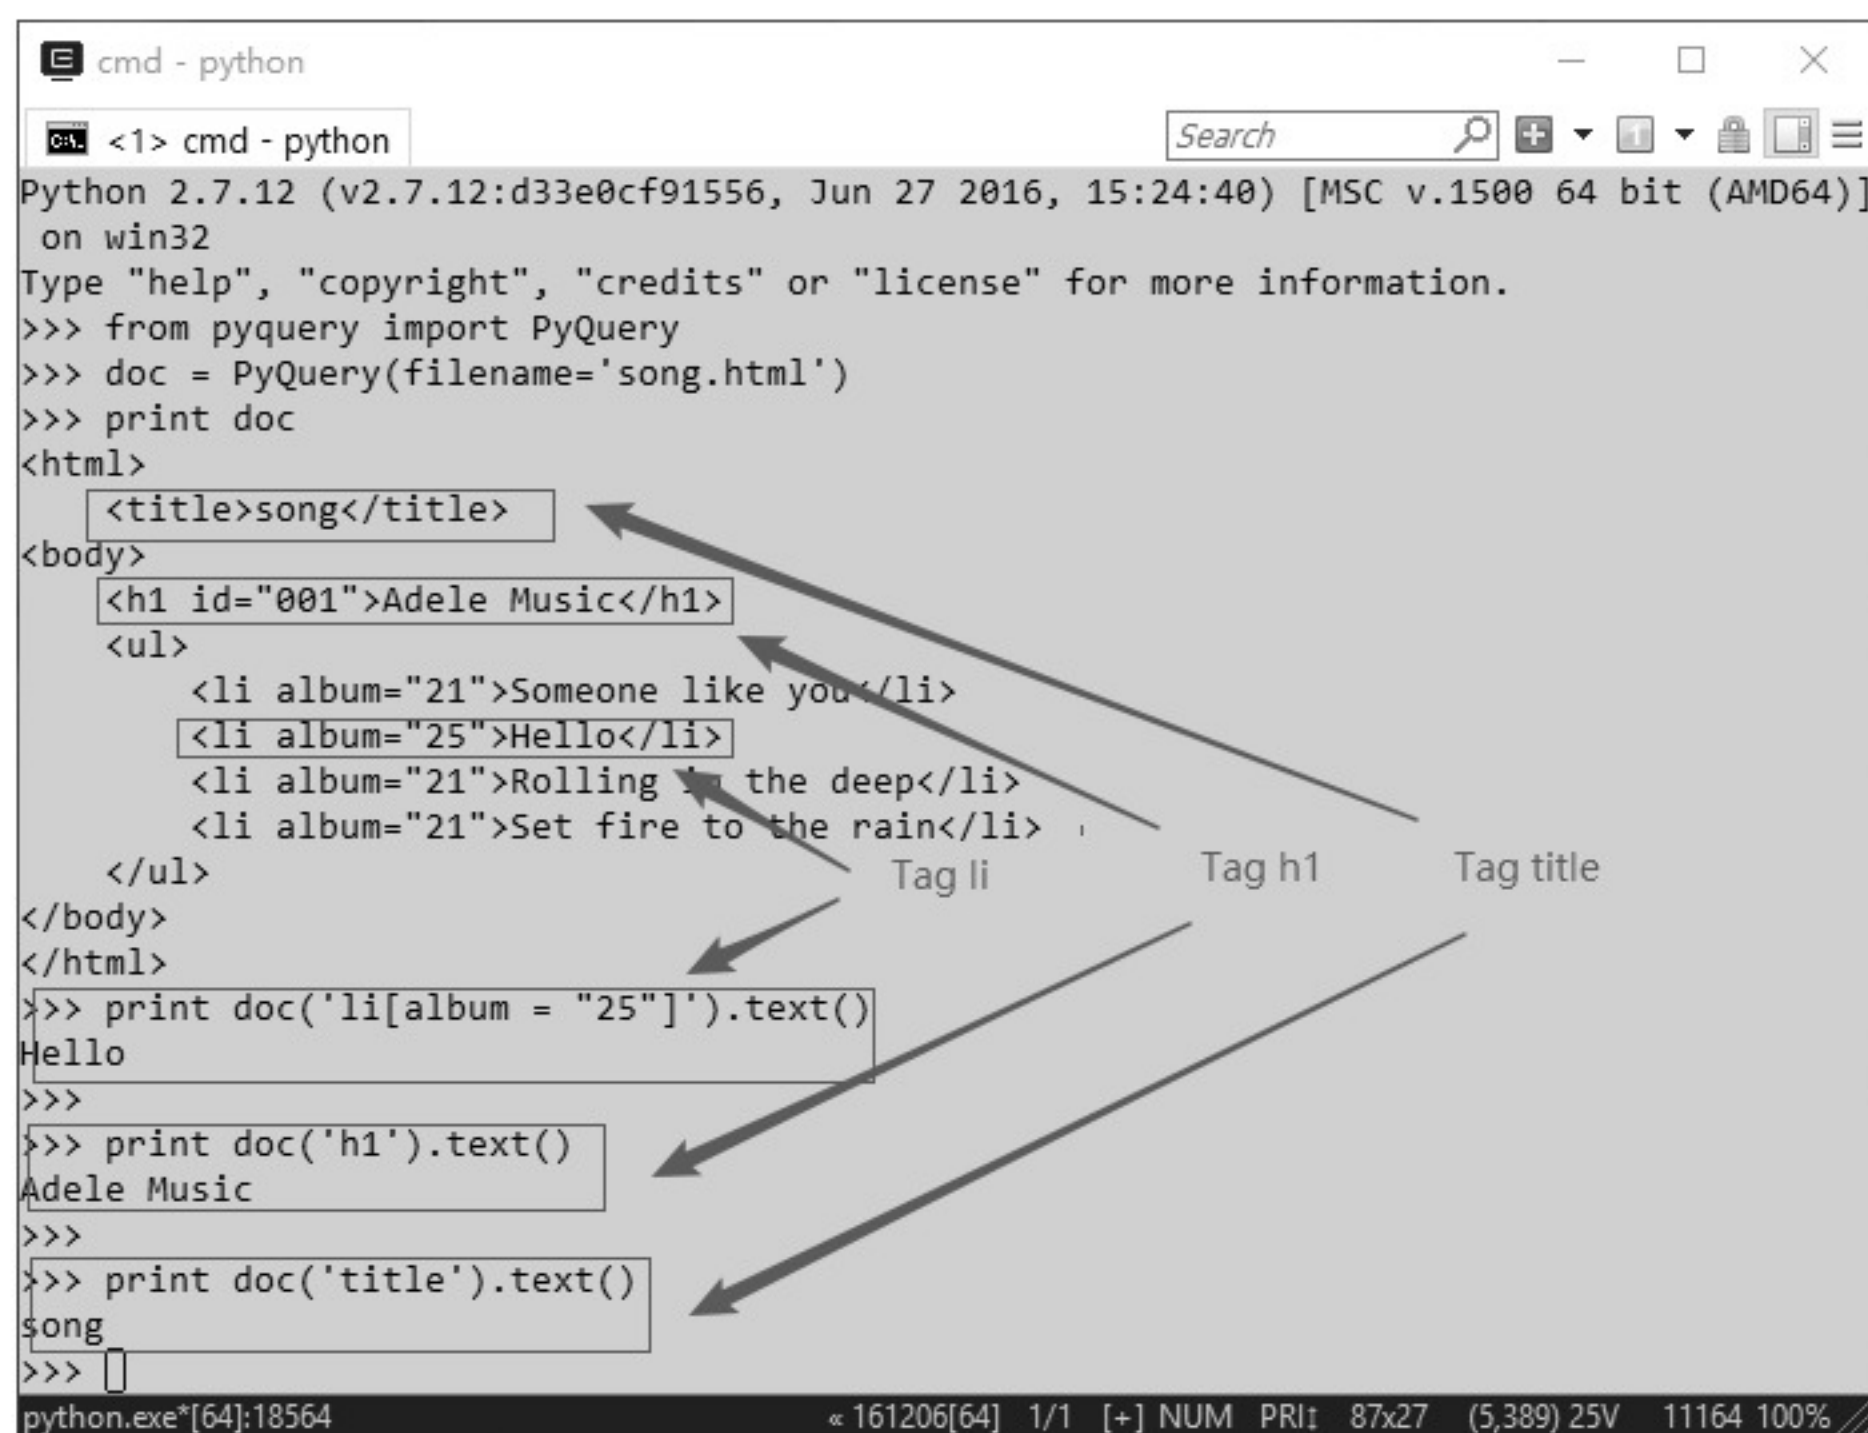 cmd - python
<1> cmd - python
Search
Python 2.7.12 (v2.7.12:d33e0cf91556, Jun 27 2016, 15:24:40) [MSC v.1500 64 bit (AMD64)]
on win32
Type "help", "copyright", "credits" or "license" for more information.
>>> from pyquery import PyQuery
>>> doc = PyQuery(filename='song.html')
>>> print doc
<html>
<title>song</title>
<body>
<h1 id="001">Adele Music</h1>
<ul>
<li album="21">Someone like you</li>
<li album="25">Hello</li>
<li album="21">Rolling in the deep</li>
<li album="21">Set fire to the rain</li>
</ul>
Tag li
Tag h1
Tag title
</body>
</html>
>>> print doc('li[album = "25"]').text()
Hello
>>>
>>> print doc('h1').text()
Adele Music
>>>
>>> print doc('title').text()
song
>>>
python.exe*[64]:18564 « 161206[64] 1/1 [+] NUM PRI↕ 87x27 (5,389) 25V 11164 100%